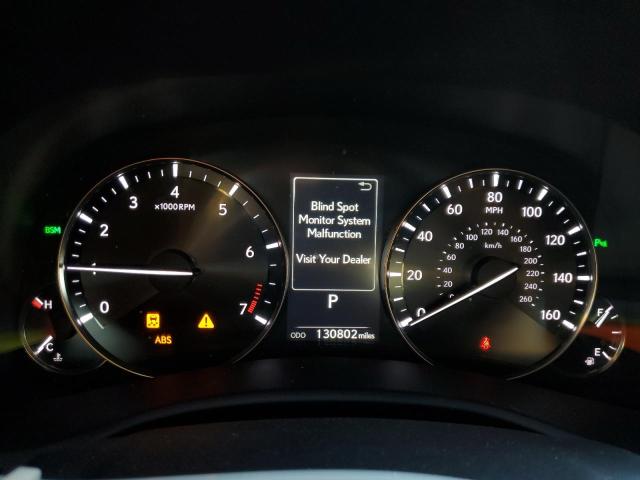 Blind Spot
Monitor System
Malfunction
Visit Your Dealer
P
ODO 130802 miles
BSM
0 1 2 3 4 5 6 7
x1000RPM
ABS
H
C
0 20 40 60 80 100 120 140 160
MPH
0 20 40 60 80 100 120 140 160 180 200 220 240 260
km/h
F
E